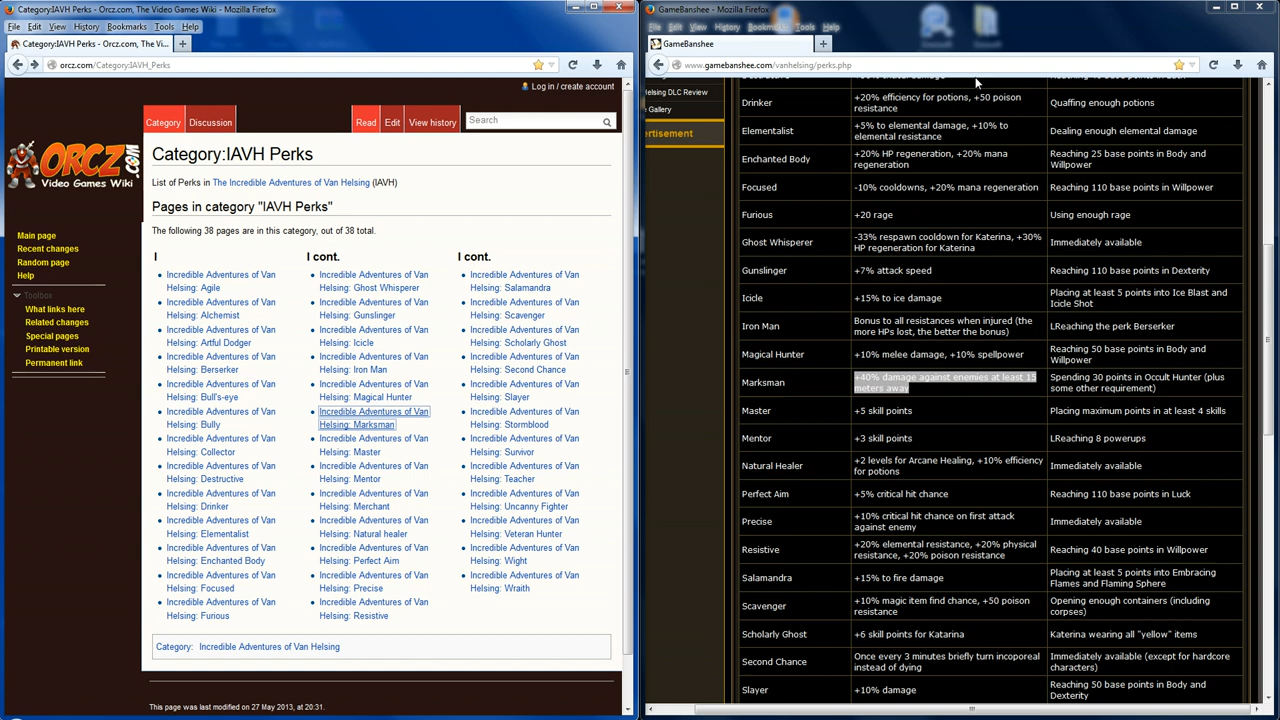 Category:IAVH Perks - Orcz.com, The Video Games Wiki - Mozilla Firefox
File Edit View History Bookmarks Tools Help
Category:IAVH Perks - Orcz.com, The Vi...
orcz.com/Category:IAVH_Perks
Log in / create account
Category Discussion Read Edit View history Search
ORCZ.COM
Video Games Wiki
Main page
Recent changes
Random page
Help
Toolbox
What links here
Related changes
Special pages
Printable version
Permanent link
Category:IAVH Perks
List of Perks in The Incredible Adventures of Van Helsing (IAVH)
Pages in category "IAVH Perks"
The following 38 pages are in this category, out of 38 total.
I
Incredible Adventures of Van
Helsing: Agile
Incredible Adventures of Van
Helsing: Alchemist
Incredible Adventures of Van
Helsing: Artful Dodger
Incredible Adventures of Van
Helsing: Berserker
Incredible Adventures of Van
Helsing: Bull's-eye
Incredible Adventures of Van
Helsing: Bully
Incredible Adventures of Van
Helsing: Collector
Incredible Adventures of Van
Helsing: Destructive
Incredible Adventures of Van
Helsing: Drinker
Incredible Adventures of Van
Helsing: Elementalist
Incredible Adventures of Van
Helsing: Enchanted Body
Incredible Adventures of Van
Helsing: Focused
Incredible Adventures of Van
Helsing: Furious
I cont.
Incredible Adventures of Van
Helsing: Ghost Whisperer
Incredible Adventures of Van
Helsing: Gunslinger
Incredible Adventures of Van
Helsing: Icicle
Incredible Adventures of Van
Helsing: Iron Man
Incredible Adventures of Van
Helsing: Magical Hunter
Incredible Adventures of Van
Helsing: Marksman
Incredible Adventures of Van
Helsing: Master
Incredible Adventures of Van
Helsing: Mentor
Incredible Adventures of Van
Helsing: Merchant
Incredible Adventures of Van
Helsing: Natural healer
Incredible Adventures of Van
Helsing: Perfect Aim
Incredible Adventures of Van
Helsing: Precise
Incredible Adventures of Van
Helsing: Resistive
I cont.
Incredible Adventures of Van
Helsing: Salamandra
Incredible Adventures of Van
Helsing: Scavenger
Incredible Adventures of Van
Helsing: Scholarly Ghost
Incredible Adventures of Van
Helsing: Second Chance
Incredible Adventures of Van
Helsing: Slayer
Incredible Adventures of Van
Helsing: Stormblood
Incredible Adventures of Van
Helsing: Survivor
Incredible Adventures of Van
Helsing: Teacher
Incredible Adventures of Van
Helsing: Uncanny Fighter
Incredible Adventures of Van
Helsing: Veteran Hunter
Incredible Adventures of Van
Helsing: Wight
Incredible Adventures of Van
Helsing: Wraith
Category: Incredible Adventures of Van Helsing
This page was last modified on 27 May 2013, at 20:31.
GameBanshee - Mozilla Firefox
File Edit View History Bookmarks Tools Help
GameBanshee
www.gamebanshee.com/vanhelsing/perks.php
Helsing DLC Review
e Gallery
ertisement
Drinker
+20% efficiency for potions, +50 poison
resistance
Quaffing enough potions
Elementalist
+5% to elemental damage, +10% to
elemental resistance
Dealing enough elemental damage
Enchanted Body
+20% HP regeneration, +20% mana
regeneration
Reaching 25 base points in Body and
Willpower
Focused
-10% cooldowns, +20% mana regeneration
Reaching 110 base points in Willpower
Furious
+20 rage
Using enough rage
Ghost Whisperer
-33% respawn cooldown for Katerina, +30%
HP regeneration for Katerina
Immediately available
Gunslinger
+7% attack speed
Reaching 110 base points in Dexterity
Icicle
+15% to ice damage
Placing at least 5 points into Ice Blast and
Icicle Shot
Iron Man
Bonus to all resistances when injured (the
more HPs lost, the better the bonus)
LReaching the perk Berserker
Magical Hunter
+10% melee damage, +10% spellpower
Reaching 50 base points in Body and
Willpower
Marksman
+40% damage against enemies at least 15
meters away
Spending 30 points in Occult Hunter (plus
some other requirement)
Master
+5 skill points
Placing maximum points in at least 4 skills
Mentor
+3 skill points
LReaching 8 powerups
Natural Healer
+2 levels for Arcane Healing, +10% efficiency
for potions
Immediately available
Perfect Aim
+5% critical hit chance
Reaching 110 base points in Luck
Precise
+10% critical hit chance on first attack
against enemy
Immediately available
Resistive
+20% elemental resistance, +20% physical
resistance, +20% poison resistance
Reaching 40 base points in Willpower
Salamandra
+15% to fire damage
Placing at least 5 points into Embracing
Flames and Flaming Sphere
Scavenger
+10% magic item find chance, +50 poison
resistance
Opening enough containers (including
corpses)
Scholarly Ghost
+6 skill points for Katarina
Katerina wearing all "yellow" items
Second Chance
Once every 3 minutes briefly turn incoporeal
instead of dying
Immediately available (except for hardcore
characters)
Slayer
+10% damage
Reaching 50 base points in Body and
Dexterity